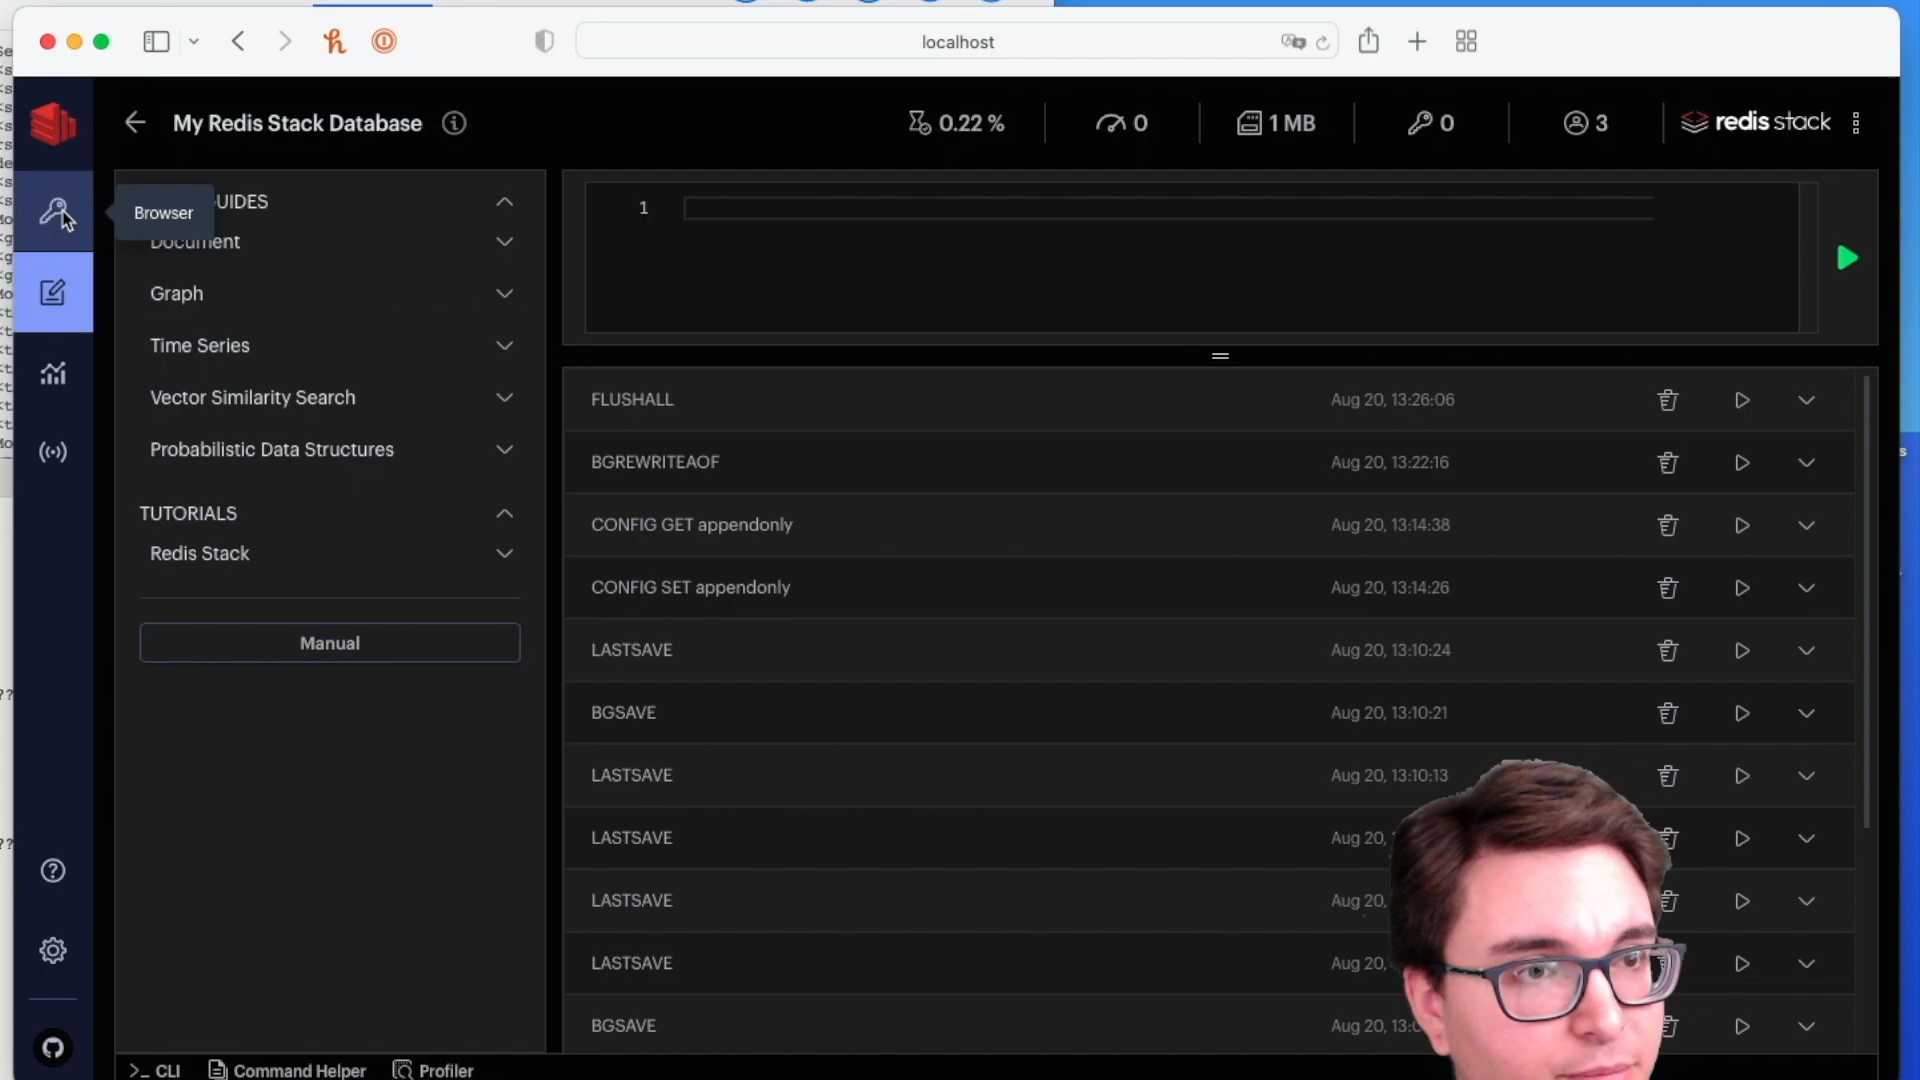 localhost
My Redis Stack Database
0.22 %
0
1 MB
0
3
redis stack
Browser
UIDES
Document
Graph
Time Series
Vector Similarity Search
Probabilistic Data Structures
TUTORIALS
Redis Stack
Manual
1
FLUSHALL Aug 20, 13:26:06
BGREWRITEAOF Aug 20, 13:22:16
CONFIG GET appendonly Aug 20, 13:14:38
CONFIG SET appendonly Aug 20, 13:14:26
LASTSAVE Aug 20, 13:10:24
BGSAVE Aug 20, 13:10:21
LASTSAVE Aug 20, 13:10:13
LASTSAVE Aug 20,
LASTSAVE Aug 20,
LASTSAVE Aug 20,
BGSAVE Aug 20, 13:
>_ CLI
Command Helper
Profiler